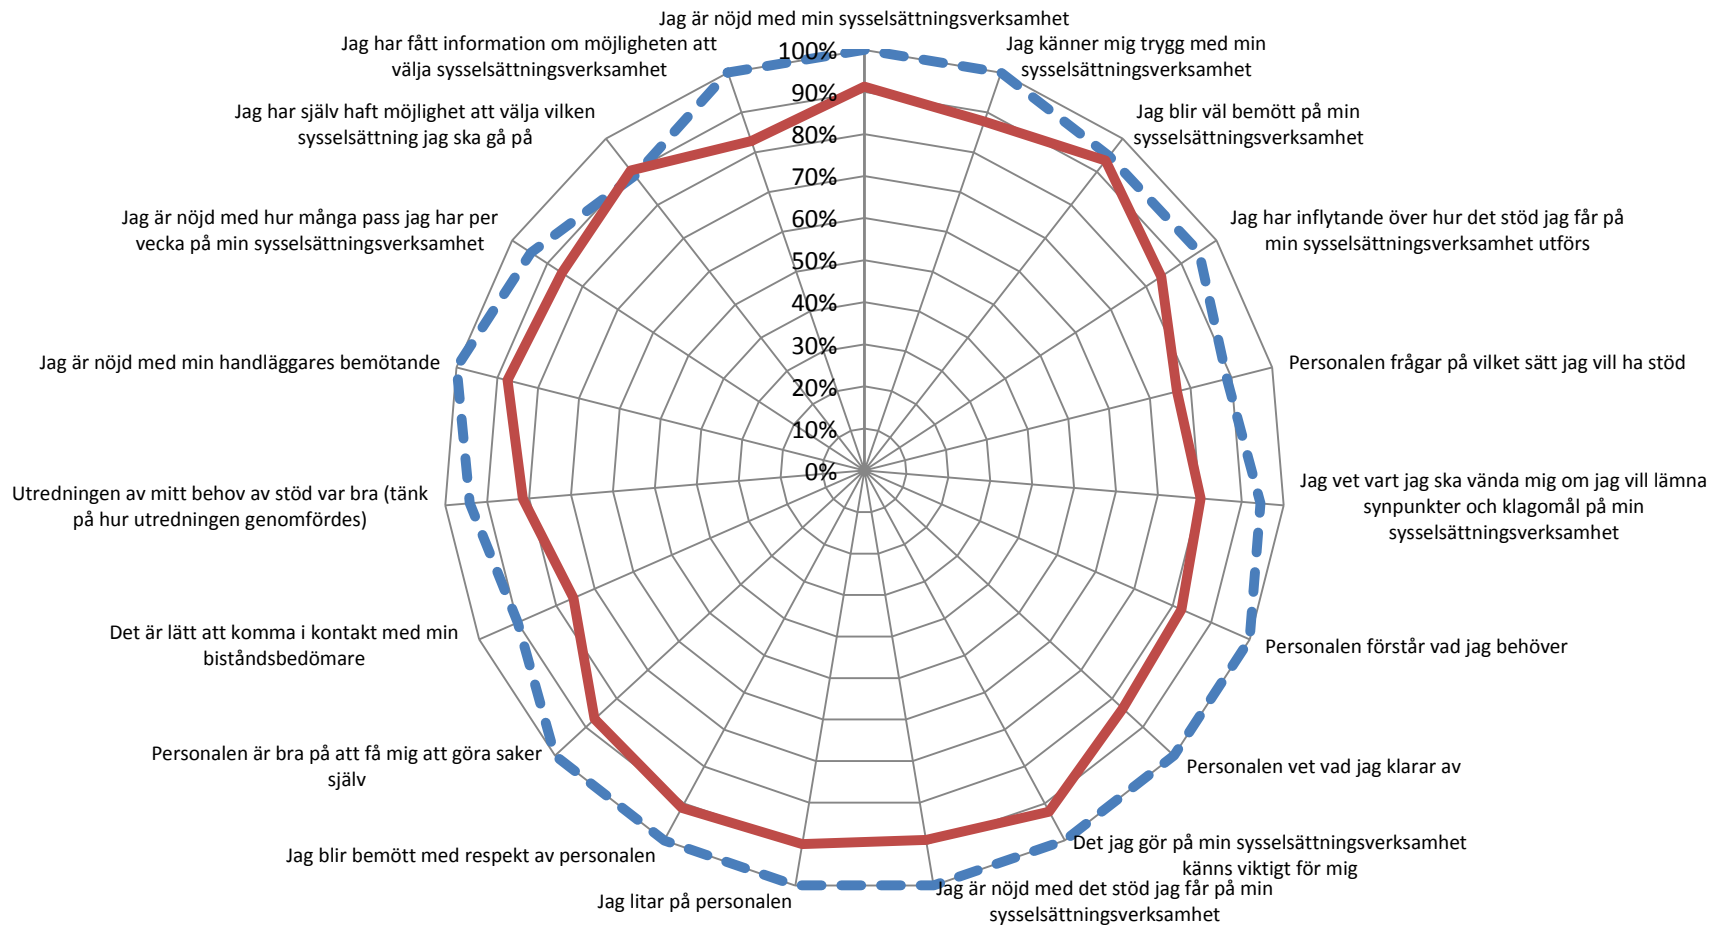 Jag är nöjd med min sysselsättningsverksamhet
Jag känner mig trygg med min
sysselsättningsverksamhet
Jag blir väl bemött på min
sysselsättningsverksamhet
Jag har inflytande över hur det stöd jag får på
min sysselsättningsverksamhet utförs
Personalen frågar på vilket sätt jag vill ha stöd
Jag vet vart jag ska vända mig om jag vill lämna
synpunkter och klagomål på min
sysselsättningsverksamhet
Personalen förstår vad jag behöver
Personalen vet vad jag klarar av
Det jag gör på min sysselsättningsverksamhet
känns viktigt för mig
Jag är nöjd med det stöd jag får på min
sysselsättningsverksamhet
Jag litar på personalen
Jag blir bemött med respekt av personalen
Personalen är bra på att få mig att göra saker
själv
Det är lätt att komma i kontakt med min
biståndsbedömare
Utredningen av mitt behov av stöd var bra (tänk
på hur utredningen genomfördes)
Jag är nöjd med min handläggares bemötande
Jag är nöjd med hur många pass jag har per
vecka på min sysselsättningsverksamhet
Jag har själv haft möjlighet att välja vilken
sysselsättning jag ska gå på
Jag har fått information om möjligheten att
välja sysselsättningsverksamhet
100%
90%
80%
70%
60%
50%
40%
30%
20%
10%
0%